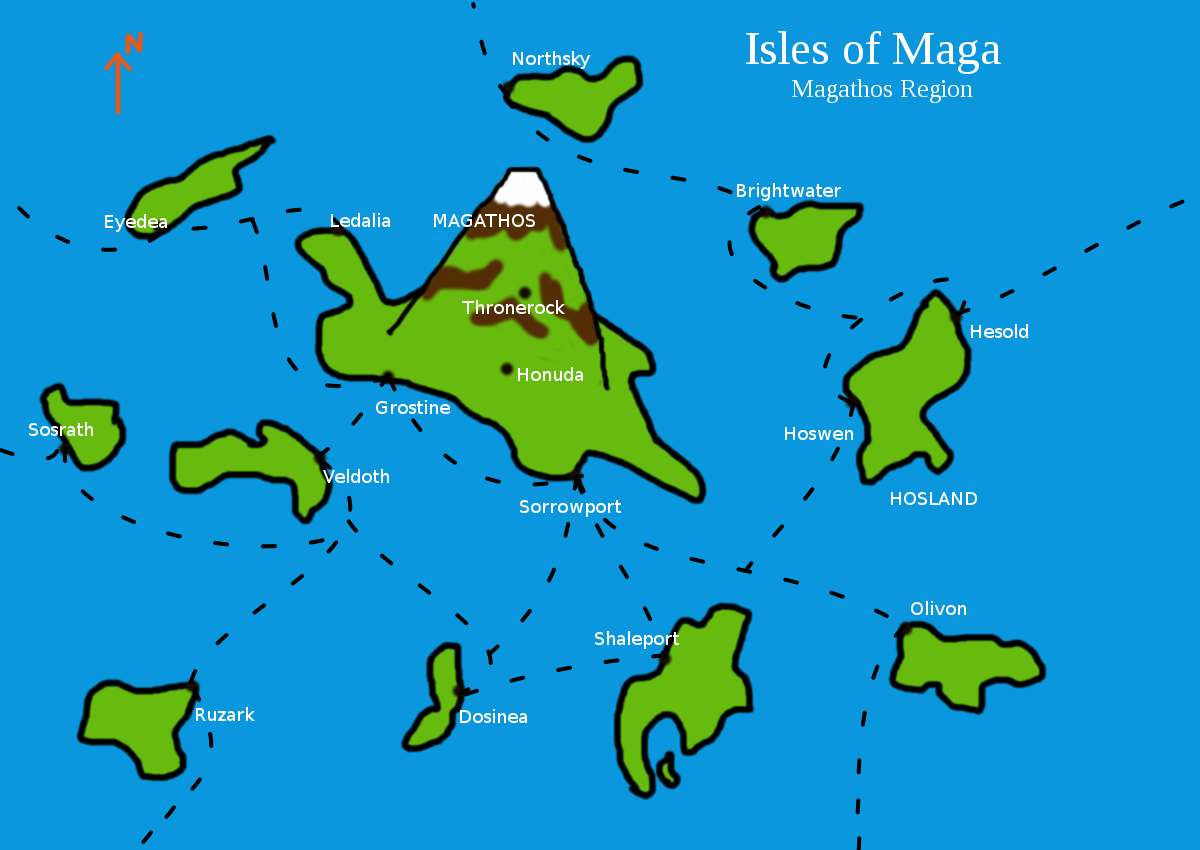 N
Isles of Maga
Magathos Region
Northsky
Brightwater
Eyedea
Ledalia
MAGATHOS
Thronerock
Hesold
Honuda
Grostine
Sosrath
Hoswen
Veldoth
HOSLAND
Sorrowport
Olivon
Shaleport
Ruzark
Dosinea